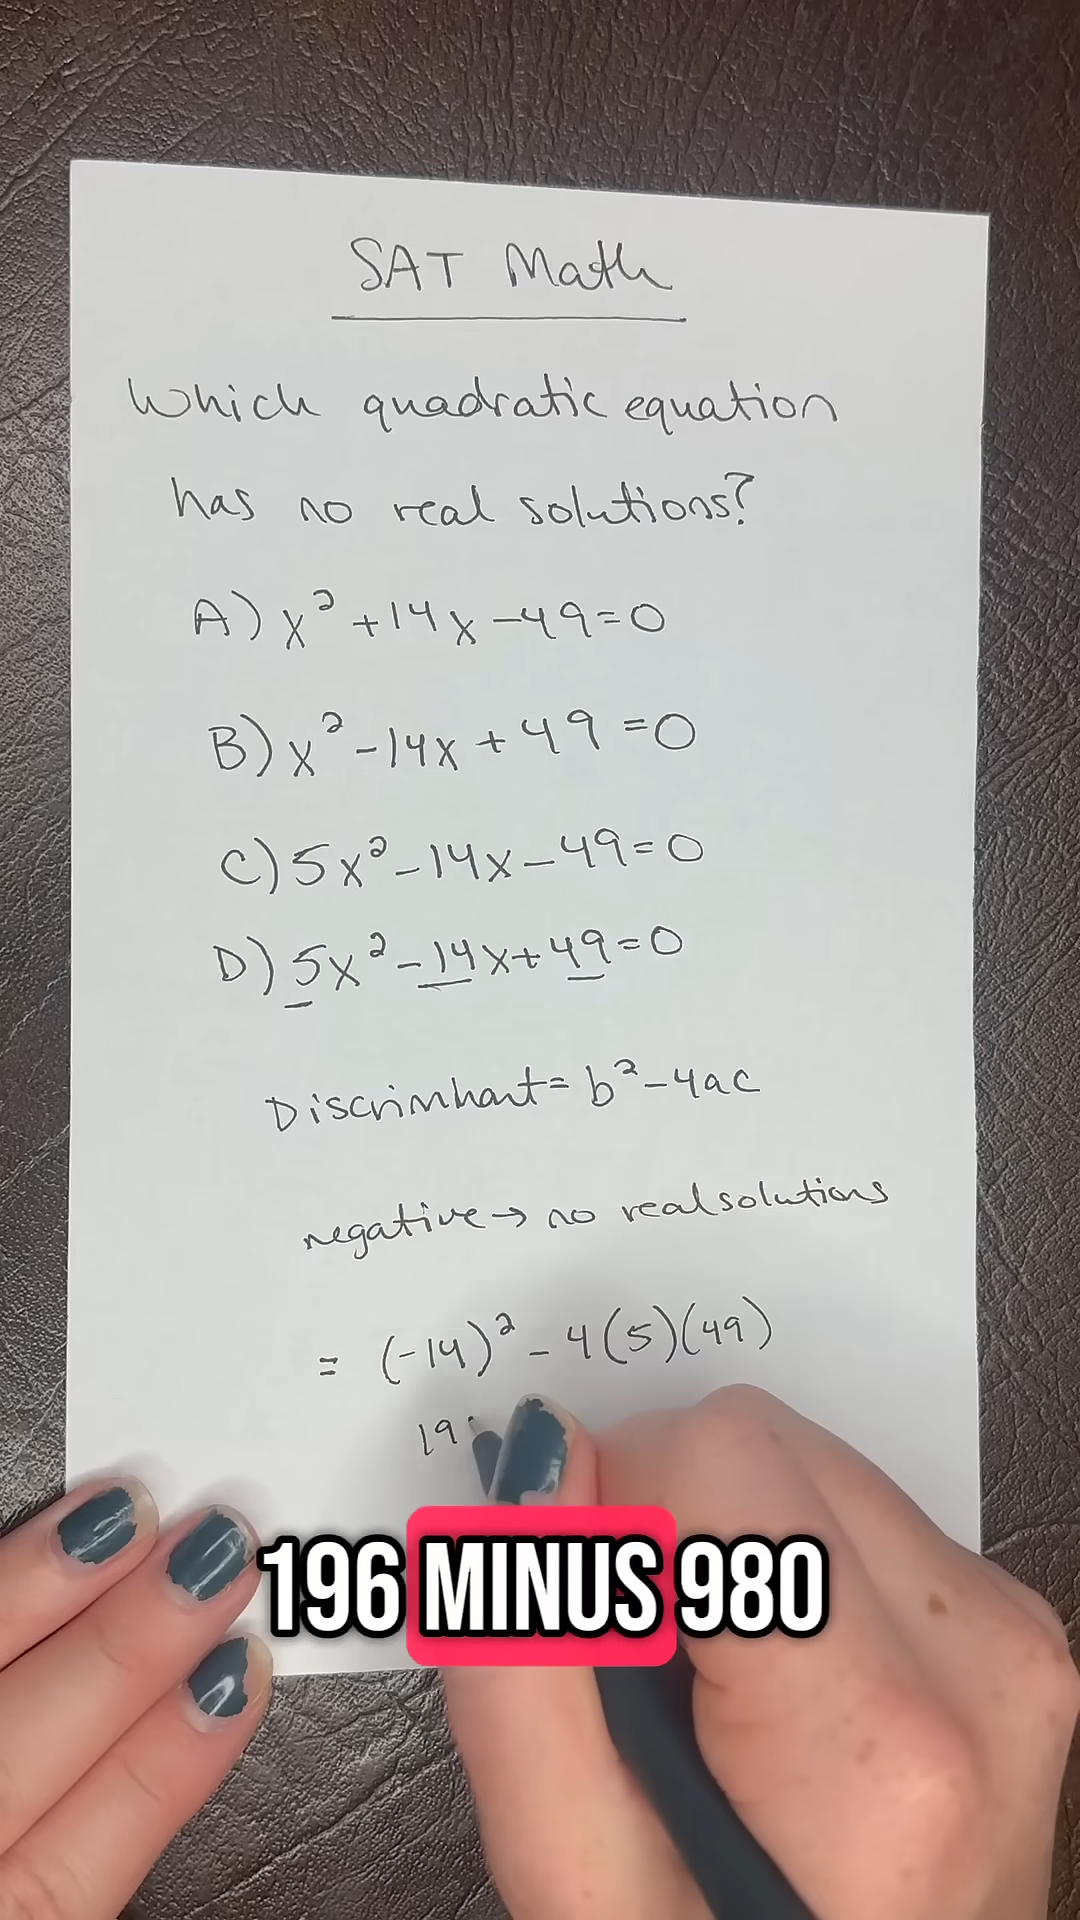 SAT Math
Which quadratic equation
has no real solutions?
A) x² + 14x - 49 = 0
B) x² - 14x + 49 = 0
C) 5x² - 14x - 49 = 0
D) 5x² - 14x + 49 = 0
Discriminant = b² - 4ac
negative → no real solutions
= (-14)² - 4(5)(49)
19
196 MINUS 980